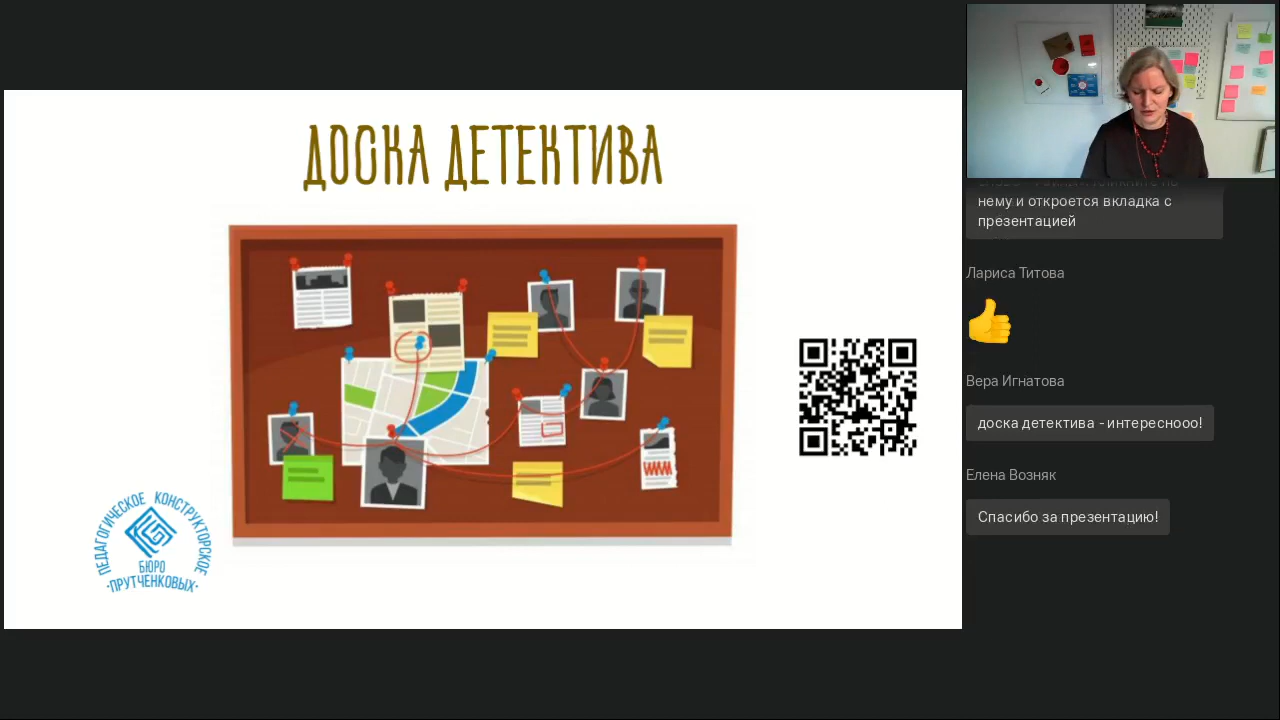 ДОСКА ДЕТЕКТИВА
ПЕДАГОГИЧЕСКОЕ КОНСТРУКТОРСКОЕ
БЮРО
·ПРУТЧЕНКОВЫХ·
нему и откроется вкладка с
презентацией
Лариса Титова
Вера Игнатова
доска детектива - интереснооо!
Елена Возняк
Спасибо за презентацию!